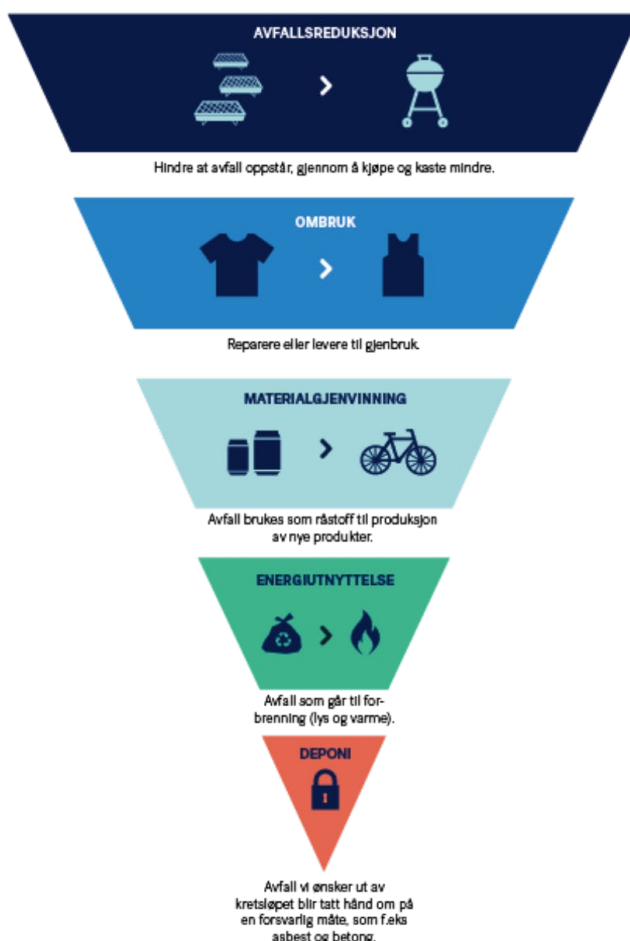 AVFALLSREDUKSJON
Hindre at avfall oppstår, gjennom å kjøpe og kaste mindre.
OMBRUK
Reparere eller levere til gjenbruk.
MATERIALGJENVINNING
Avfall brukes som råstoff til produksjon
av nye produkter.
ENERGIUTNYTTELSE
Avfall som går til for-
brenning (lys og varme).
DEPONI
Avfall vi ønsker ut av
kretsløpet blir tatt hånd om på
en forsvarlig måte, som f.eks
asbest og betong.